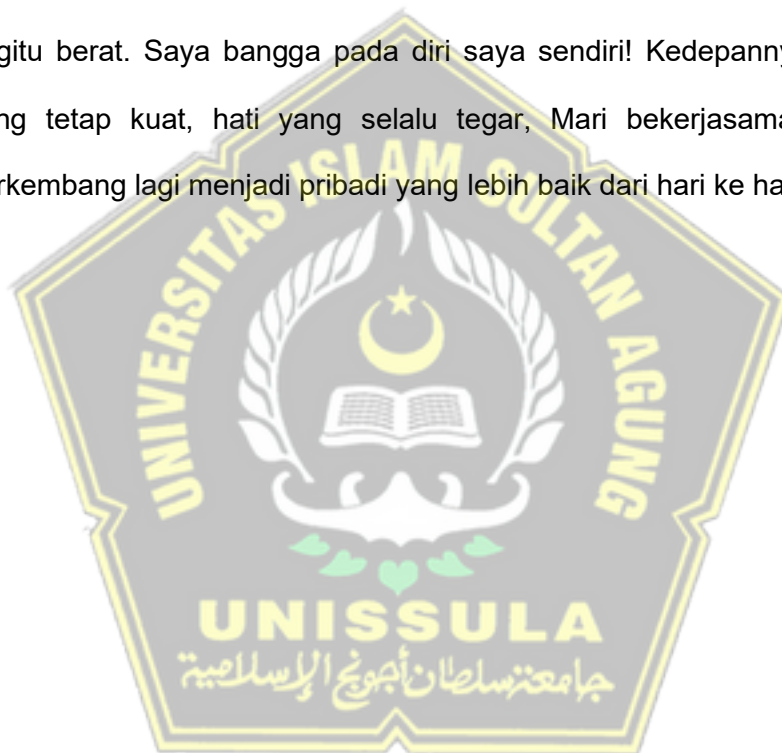 gitu berat. Saya bangga pada diri saya sendiri! Kedepanny
ng tetap kuat, hati yang selalu tegar, Mari bekerjasama
rkembang lagi menjadi pribadi yang lebih baik dari hari ke ha
UNIVERSITAS ISLAM SULTAN AGUNG
UNISSULA
جامعة سلطان أجونج الإسلامية